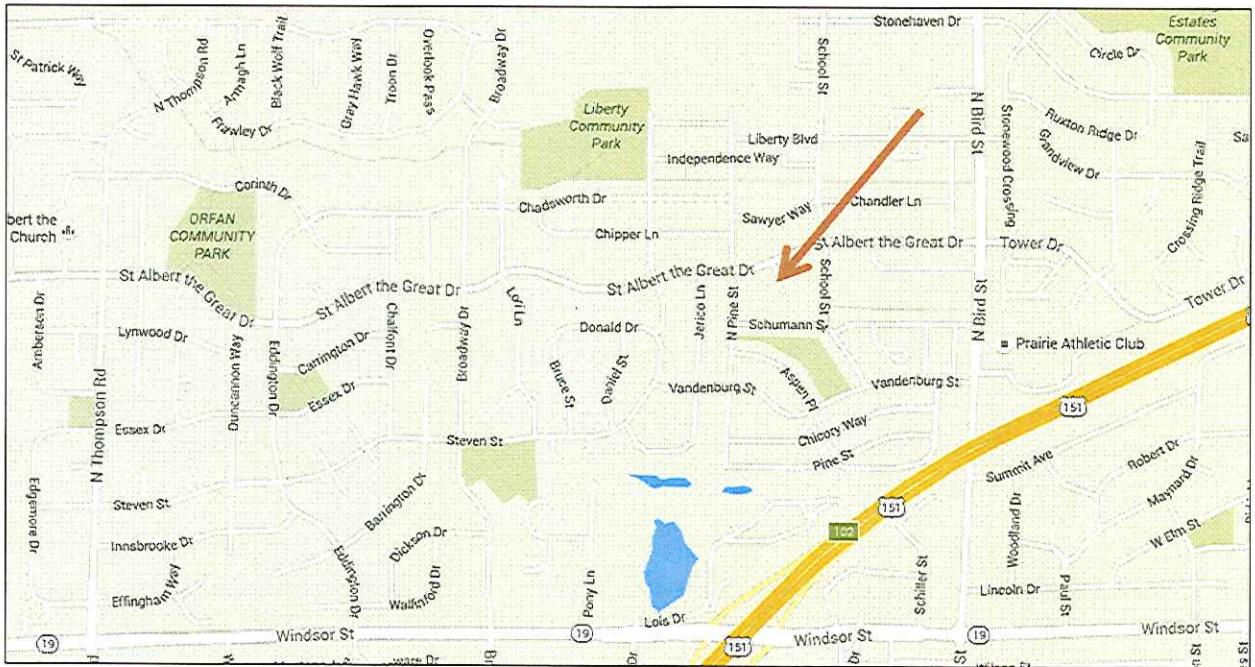 Stonehaven Dr
Estates
Community
Park
Circle Dr
St Patrick Way
N Thompson Rd
Armagh Ln
Black Wolf Trail
Gray Hawk Way
Troon Dr
Overlook Pass
Broadway Dr
School St
N Bird St
Frawley Dr
Liberty
Community
Park
Liberty Blvd
Independence Way
Stonewood Crossing
Ruxton Ridge Dr
Grandview Dr
Sa
Crossing Ridge Trail
Corinth Dr
Chadsworth Dr
Sawyer Way
Chandler Ln
bert the
Church
ORFAN
COMMUNITY
PARK
Chipper Ln
St Albert the Great Dr
Tower Dr
St Albert the Great Dr
St Albert the Great Dr
St Albert the Great Dr
School St
N Bird St
Tower Dr
Amberson Dr
Lynwood Dr
Duncannon Way
Eddington Dr
Carrington Dr
Chalfont Dr
Broadway Dr
Lori Ln
Donald Dr
Jerico Ln
N Pine St
Schumann St
Prairie Athletic Club
Essex Dr
Bruce St
Daniel St
Vandenburg St
Aspen Pl
Vandenburg St
151
N Thompson Rd
Essex Dr
Steven St
Chicory Way
Pine St
Summit Ave
Robert Dr
Maynard Dr
Edgemore Dr
Steven St
Barrington Dr
151
Woodland Dr
W Elm St
Innsbrooke Dr
Dickson Dr
102
Effingham Way
Eddington Dr
Pony Ln
Schiller St
Lincoln Dr
Paul St
Lois Dr
19
Windsor St
19
151
Windsor St
19
Windsor St